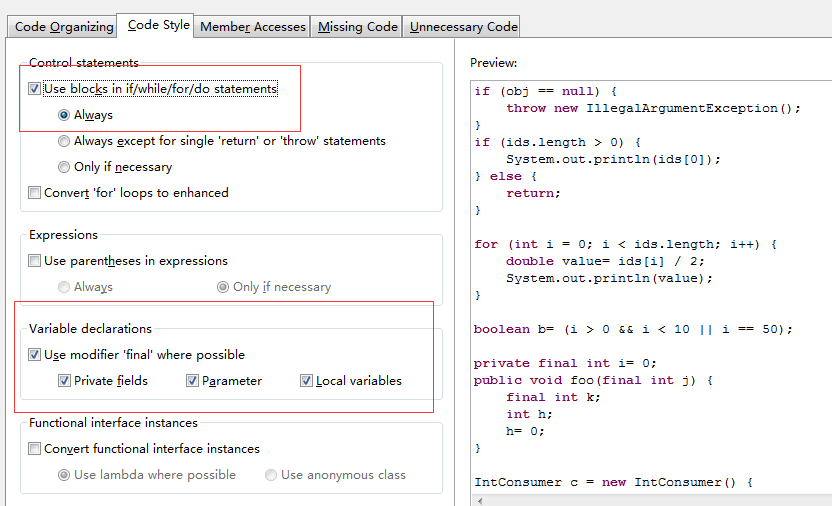 Code Organizing Code Style Member Accesses Missing Code Unnecessary Code
Control statements
Use blocks in if/while/for/do statements
Always
Always except for single 'return' or 'throw' statements
Only if necessary
Convert 'for' loops to enhanced
Expressions
Use parentheses in expressions
Always Only if necessary
Variable declarations
Use modifier 'final' where possible
Private fields Parameter Local variables
Functional interface instances
Convert functional interface instances
Use lambda where possible Use anonymous class
Preview:
if (obj == null) {
    throw new IllegalArgumentException();
}
if (ids.length > 0) {
    System.out.println(ids[0]);
} else {
    return;
}

for (int i = 0; i < ids.length; i++) {
    double value= ids[i] / 2;
    System.out.println(value);
}

boolean b= (i > 0 && i < 10 || i == 50);

private final int i= 0;
public void foo(final int j) {
    final int k;
    int h;
    h= 0;
}

IntConsumer c = new IntConsumer() {